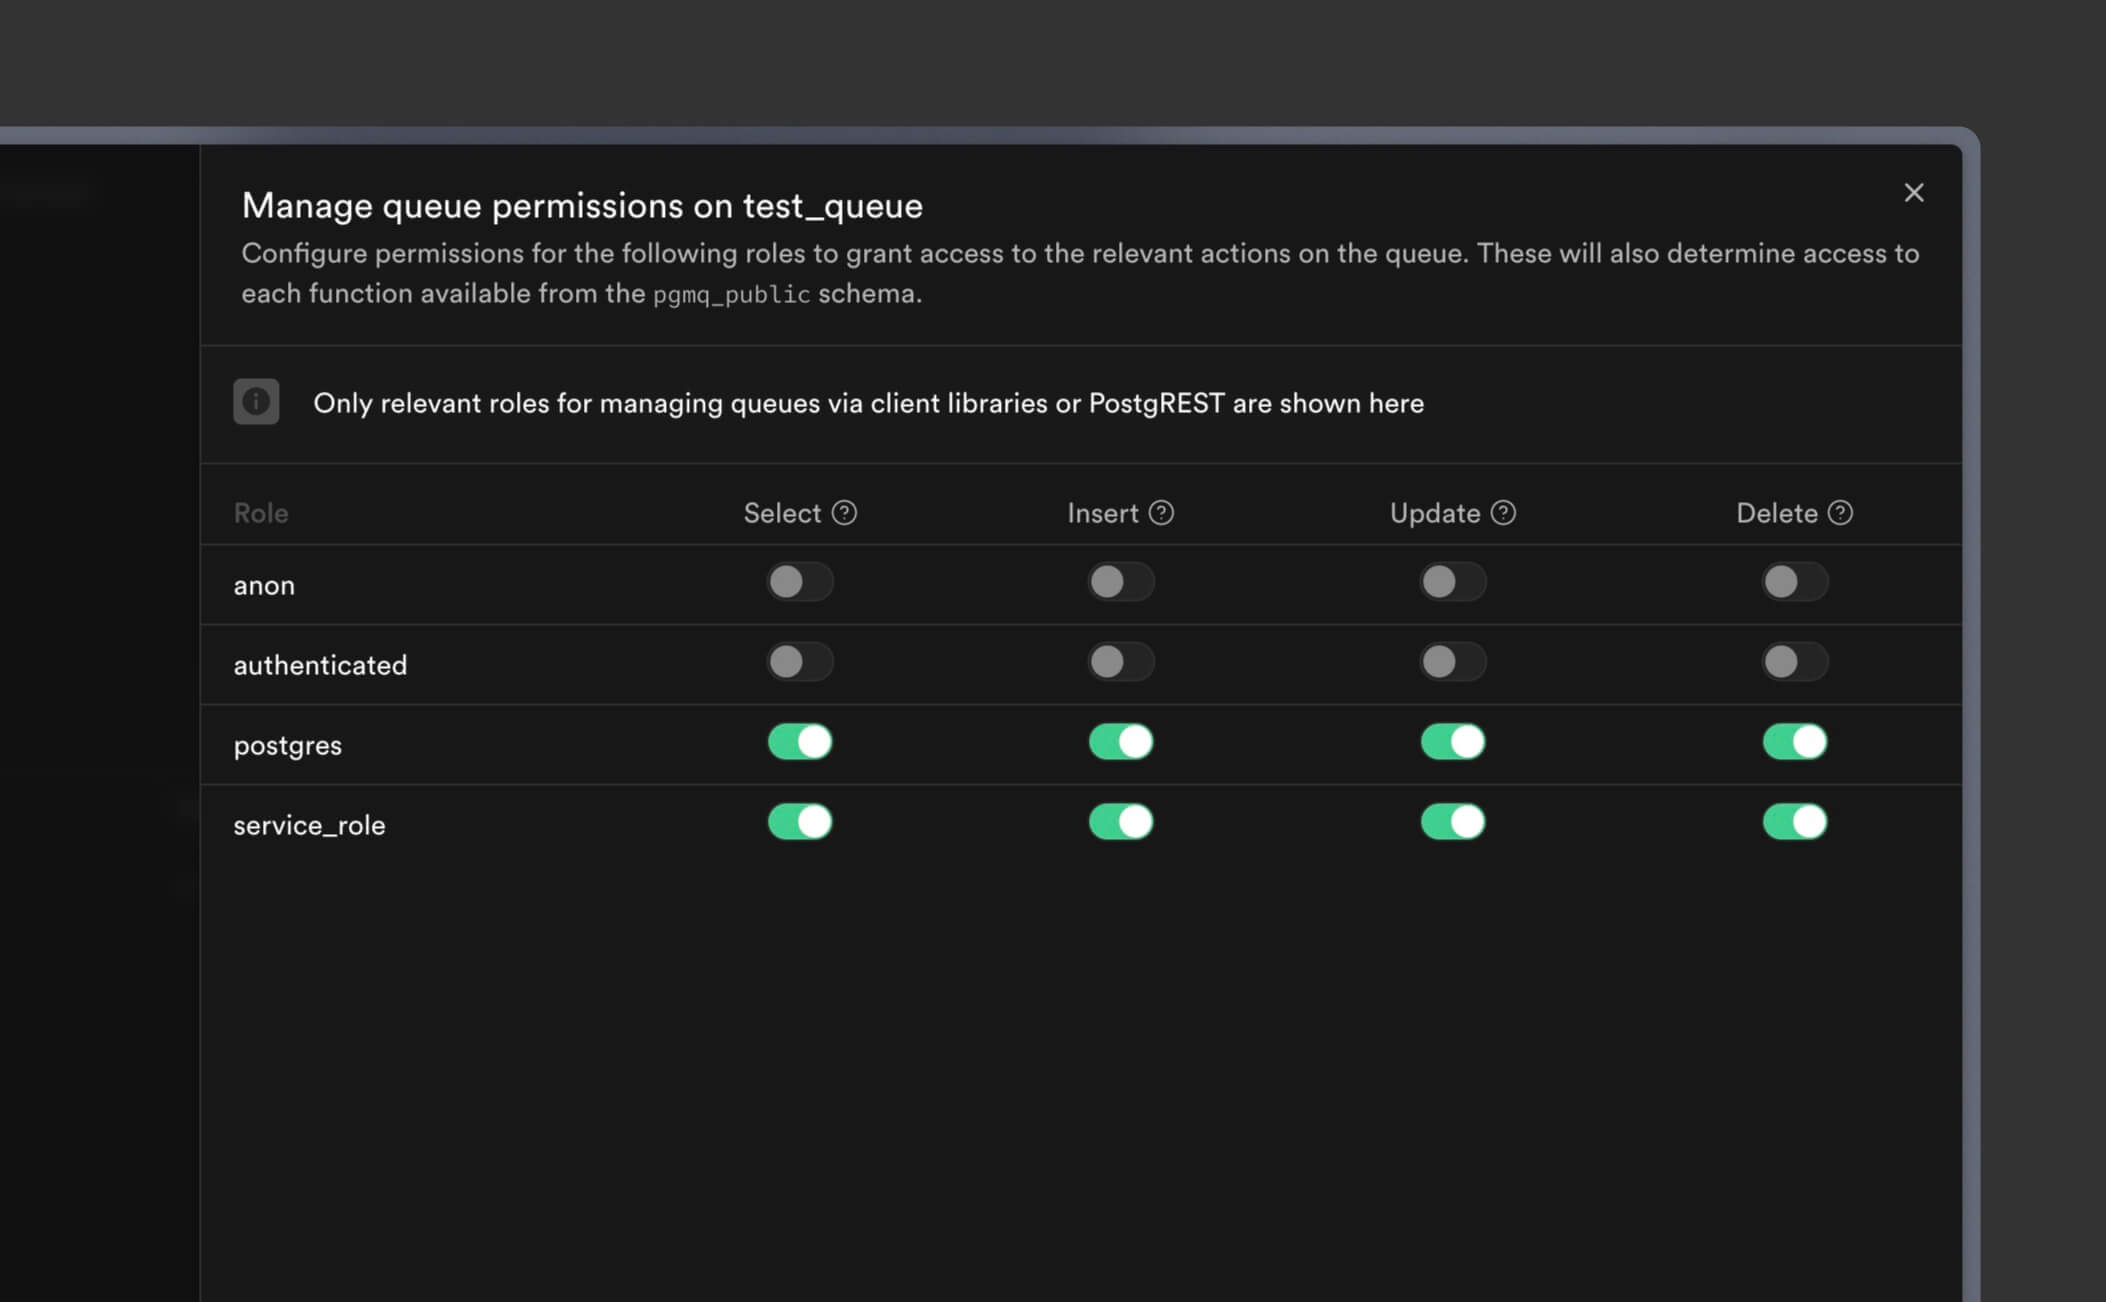 Manage queue permissions on test_queue
Configure permissions for the following roles to grant access to the relevant actions on the queue. These will also determine access to
each function available from the pgmq_public schema.
Only relevant roles for managing queues via client libraries or PostgREST are shown here
Role Select Insert Update Delete
anon
authenticated
postgres
service_role